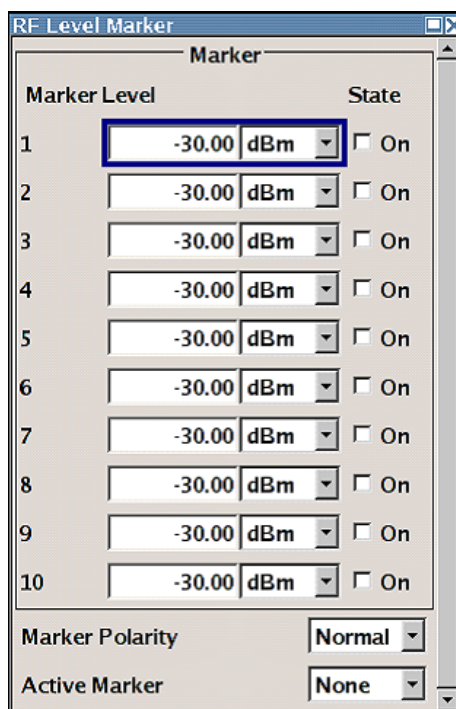 RF Level Marker
Marker
Marker Level State
1 -30.00 dBm On
2 -30.00 dBm On
3 -30.00 dBm On
4 -30.00 dBm On
5 -30.00 dBm On
6 -30.00 dBm On
7 -30.00 dBm On
8 -30.00 dBm On
9 -30.00 dBm On
10 -30.00 dBm On
Marker Polarity Normal
Active Marker None